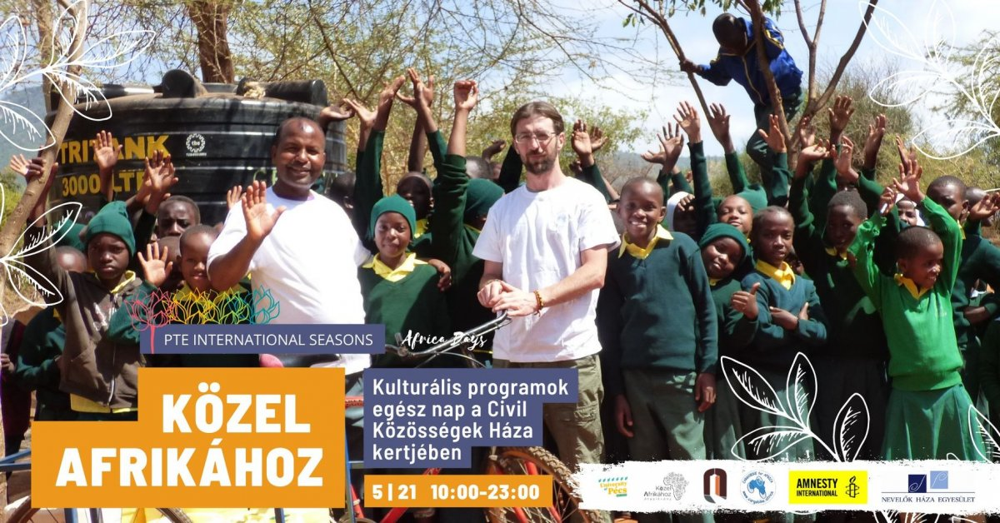 TRITANK
3000 LTR
PTE INTERNATIONAL SEASONS
Africa Days
KÖZEL
AFRIKÁHOZ
Kulturális programok
egész nap a Civil
Közösségek Háza
kertjében
5 | 21 10:00-23:00
University
of Pécs
Közel
Afrikához
AMNESTY
INTERNATIONAL
NEVELŐK HÁZA EGYESÜLET